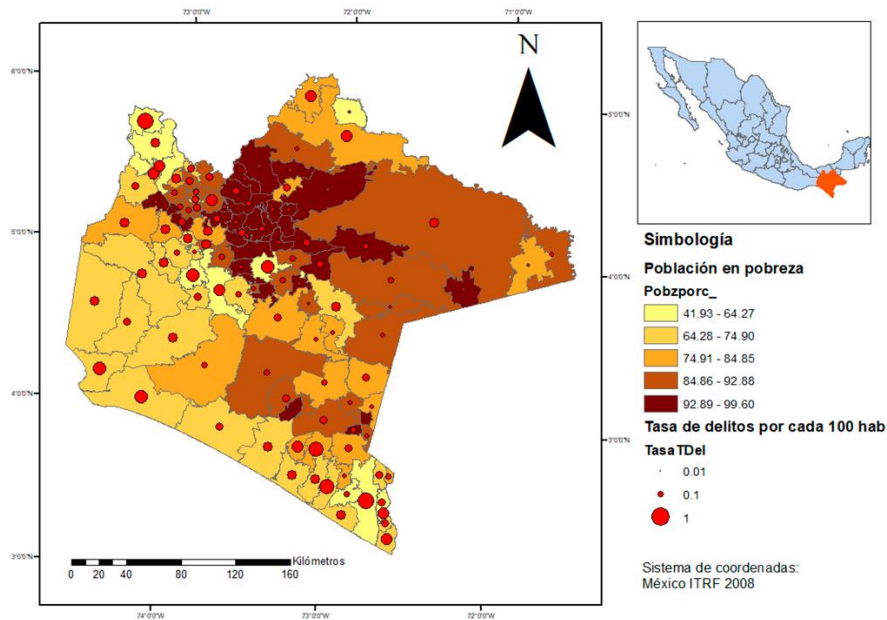 73°0'0"W
72°0'0"W
71°0'0"W
6°0'0"N
5°0'0"N
4°0'0"N
3°0'0"N
5°0'0"N
4°0'0"N
3°0'0"N
74°0'0"W
73°0'0"W
72°0'0"W
N
Kilómetros
0 20 40 80 120 160
Simbología
Población en pobreza
Pobzporc_
41.93 - 64.27
64.28 - 74.90
74.91 - 84.85
84.86 - 92.88
92.89 - 99.60
Tasa de delitos por cada 100 hab
TasaTDel
0.01
0.1
1
Sistema de coordenadas:
México ITRF 2008